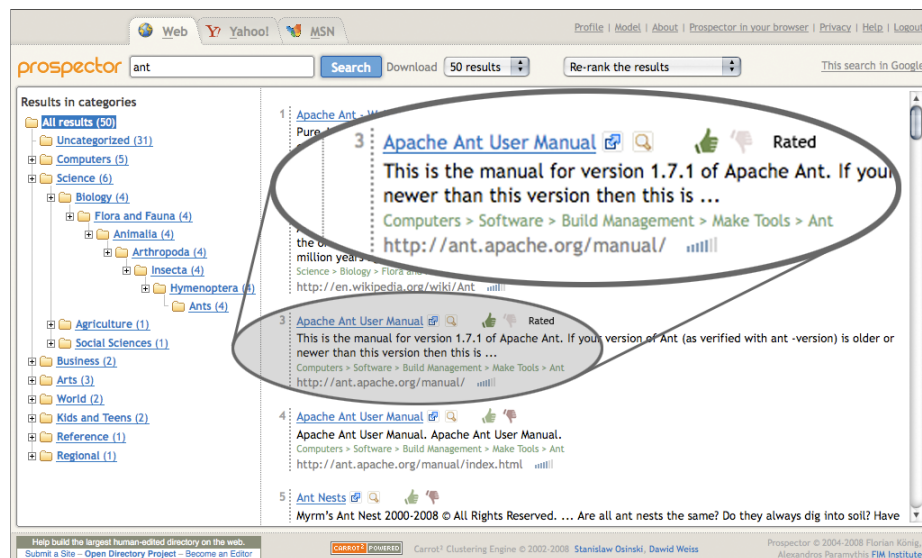 Web Yahoo! MSN
Profile | Model | About | Prospector in your browser | Privacy | Help | Logout
prospector ant Search Download 50 results Re-rank the results This search in Google
Results in categories
All results (50)
Uncategorized (31)
Computers (5)
Science (6)
Biology (4)
Flora and Fauna (4)
Animalia (4)
Arthropoda (4)
Insecta (4)
Hymenoptera (4)
Ants (4)
Agriculture (1)
Social Sciences (1)
Business (2)
Arts (3)
World (2)
Kids and Teens (2)
Reference (1)
Regional (1)
1 Apache Ant - W
Pure
3 Apache Ant User Manual Rated
This is the manual for version 1.7.1 of Apache Ant. If your
newer than this version then this is ...
Computers > Software > Build Management > Make Tools > Ant
http://ant.apache.org/manual/
the
million years
Science > Biology > Flora and
http://en.wikipedia.org/wiki/Ant
3 Apache Ant User Manual Rated
This is the manual for version 1.7.1 of Apache Ant. If your version of Ant (as verified with ant -version) is older or
newer than this version then this is ...
Computers > Software > Build Management > Make Tools > Ant
http://ant.apache.org/manual/
4 Apache Ant User Manual
Apache Ant User Manual. Apache Ant User Manual.
Computers > Software > Build Management > Make Tools > Ant
http://ant.apache.org/manual/index.html
5 Ant Nests
Myrm's Ant Nest 2000-2008 © All Rights Reserved. ... Are all ant nests the same? Do they always dig into soil? Have
Help build the largest human-edited directory on the web.
Submit a Site - Open Directory Project - Become an Editor
CARROT² POWERED Carrot² Clustering Engine © 2002-2008 Stanislaw Osinski, Dawid Weiss
Prospector © 2004-2008 Florian König,
Alexandros Paramythis FIM Institute